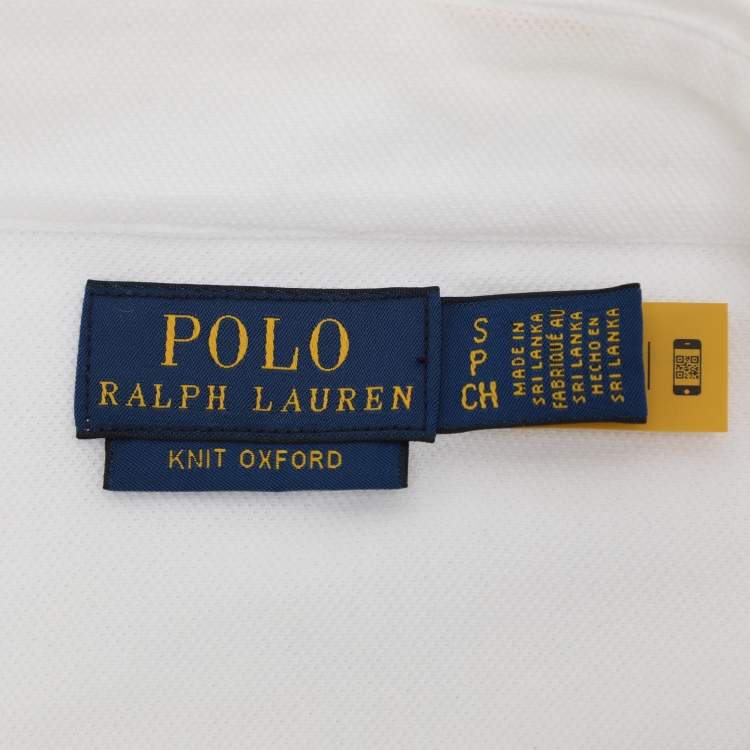 POLO
RALPH LAUREN
KNIT OXFORD
S
P
CH
MADE IN
SRI LANKA
FABRIQUÉ AU
SRI LANKA
HECHO EN
SRI LANKA